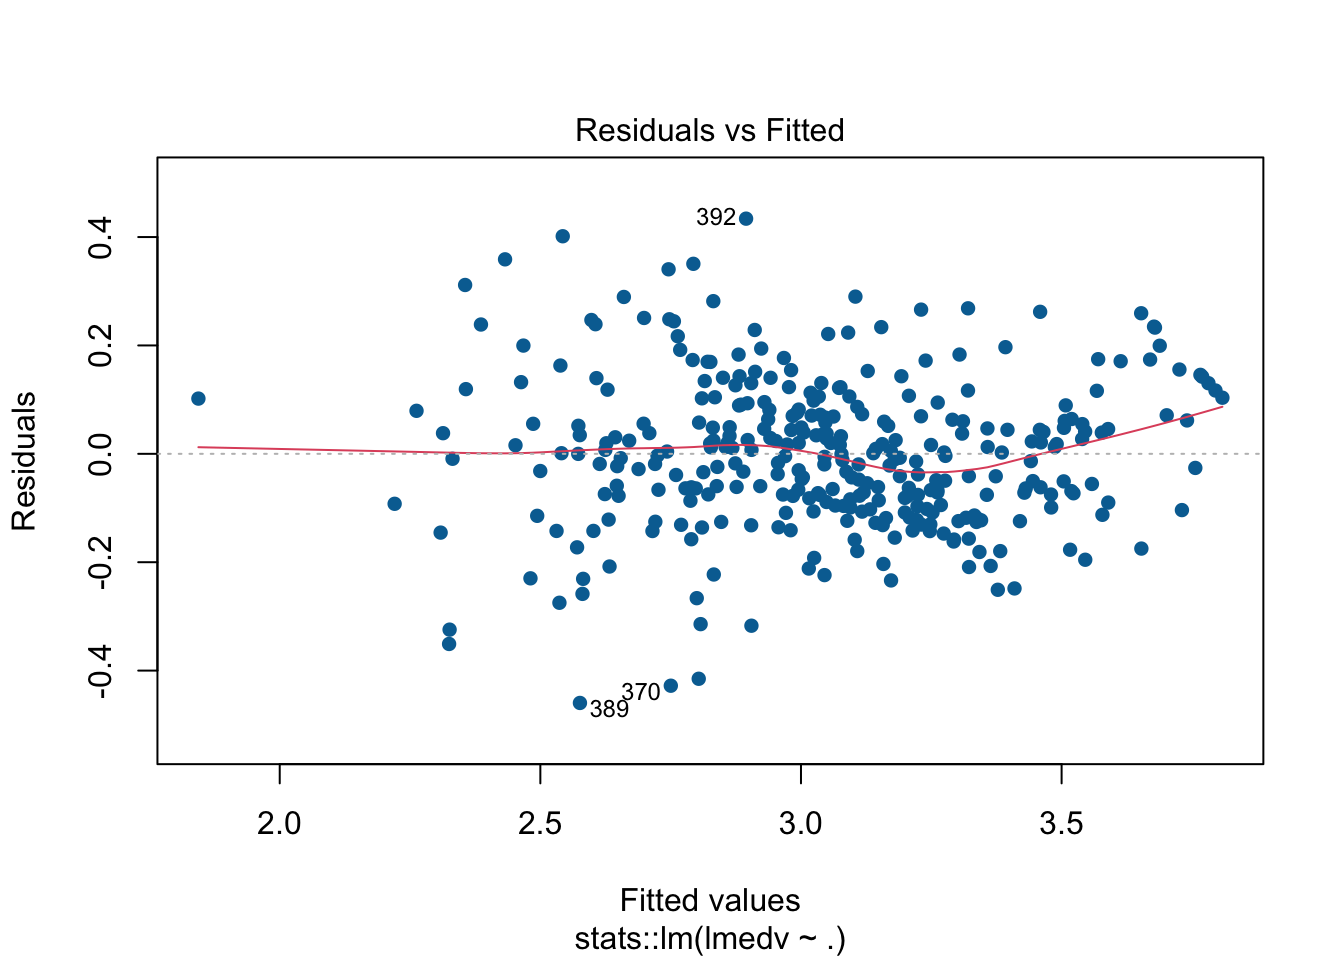 Residuals vs Fitted
Residuals
0.4
0.2
0.0
-0.2
-0.4
392
370
389
2.0 2.5 3.0 3.5
Fitted values
stats::lm(lmedv ~ .)